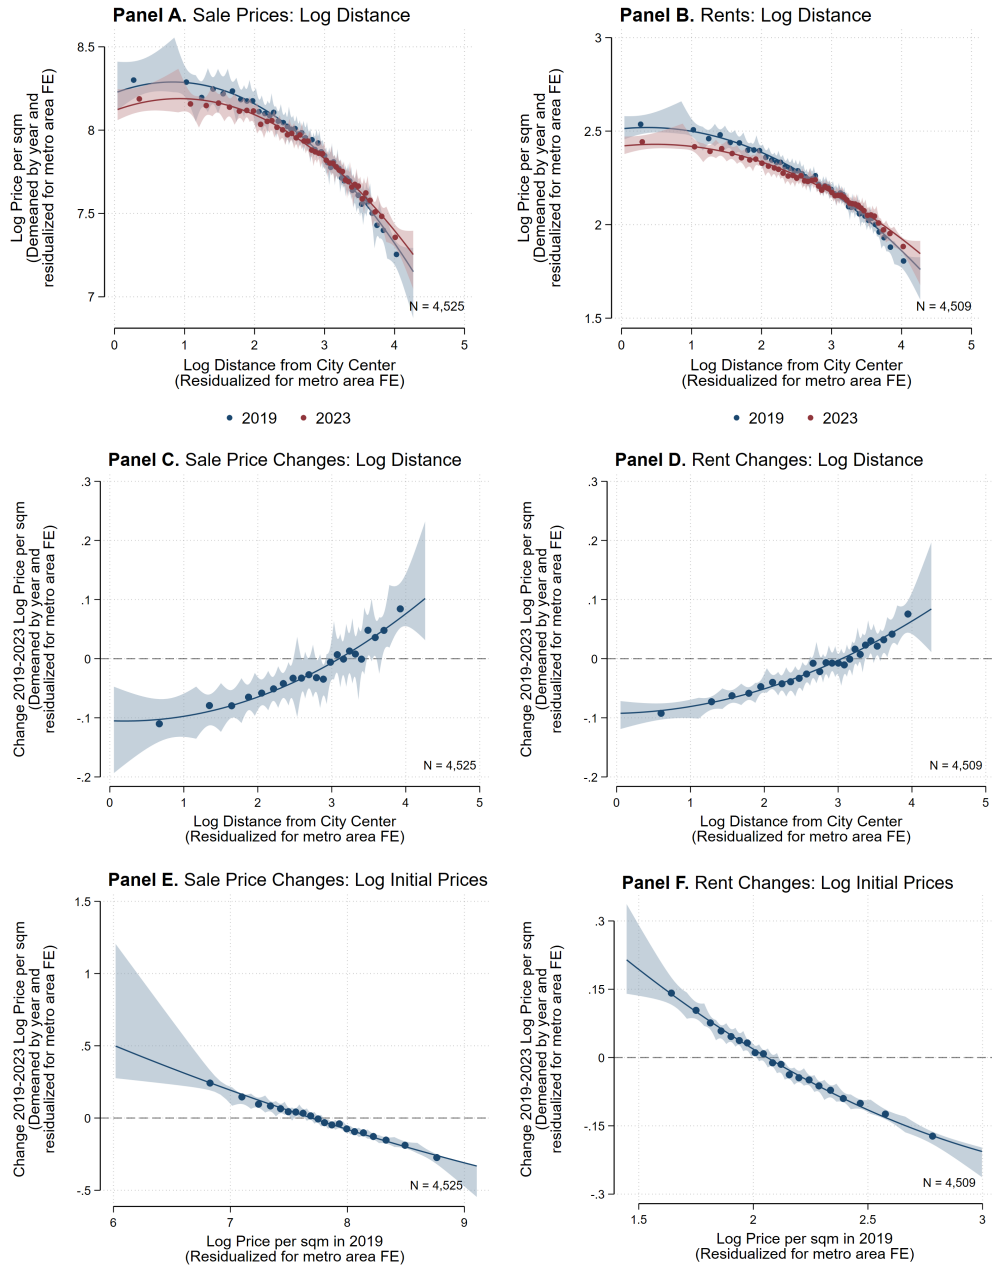 Panel A. Sale Prices: Log Distance
Log Price per sqm
(Demeaned by year and
residualized for metro area FE)
8.5
8
7.5
7
N = 4,525
0 1 2 3 4 5
Log Distance from City Center
(Residualized for metro area FE)
2019 2023
Panel B. Rents: Log Distance
Log Price per sqm
(Demeaned by year and
residualized for metro area FE)
3
2.5
2
1.5
N = 4,509
0 1 2 3 4 5
Log Distance from City Center
(Residualized for metro area FE)
2019 2023
Panel C. Sale Price Changes: Log Distance
Change 2019-2023 Log Price per sqm
(Demeaned by year and
residualized for metro area FE)
.3
.2
.1
0
-.1
-.2
N = 4,525
0 1 2 3 4 5
Log Distance from City Center
(Residualized for metro area FE)
Panel D. Rent Changes: Log Distance
Change 2019-2023 Log Price per sqm
(Demeaned by year and
residualized for metro area FE)
.3
.2
.1
0
-.1
-.2
N = 4,509
0 1 2 3 4 5
Log Distance from City Center
(Residualized for metro area FE)
Panel E. Sale Price Changes: Log Initial Prices
Change 2019-2023 Log Price per sqm
(Demeaned by year and
residualized for metro area FE)
1.5
1
.5
0
-.5
N = 4,525
6 7 8 9
Log Price per sqm in 2019
(Residualized for metro area FE)
Panel F. Rent Changes: Log Initial Prices
Change 2019-2023 Log Price per sqm
(Demeaned by year and
residualized for metro area FE)
.3
.15
0
-.15
-.3
N = 4,509
1.5 2 2.5 3
Log Price per sqm in 2019
(Residualized for metro area FE)